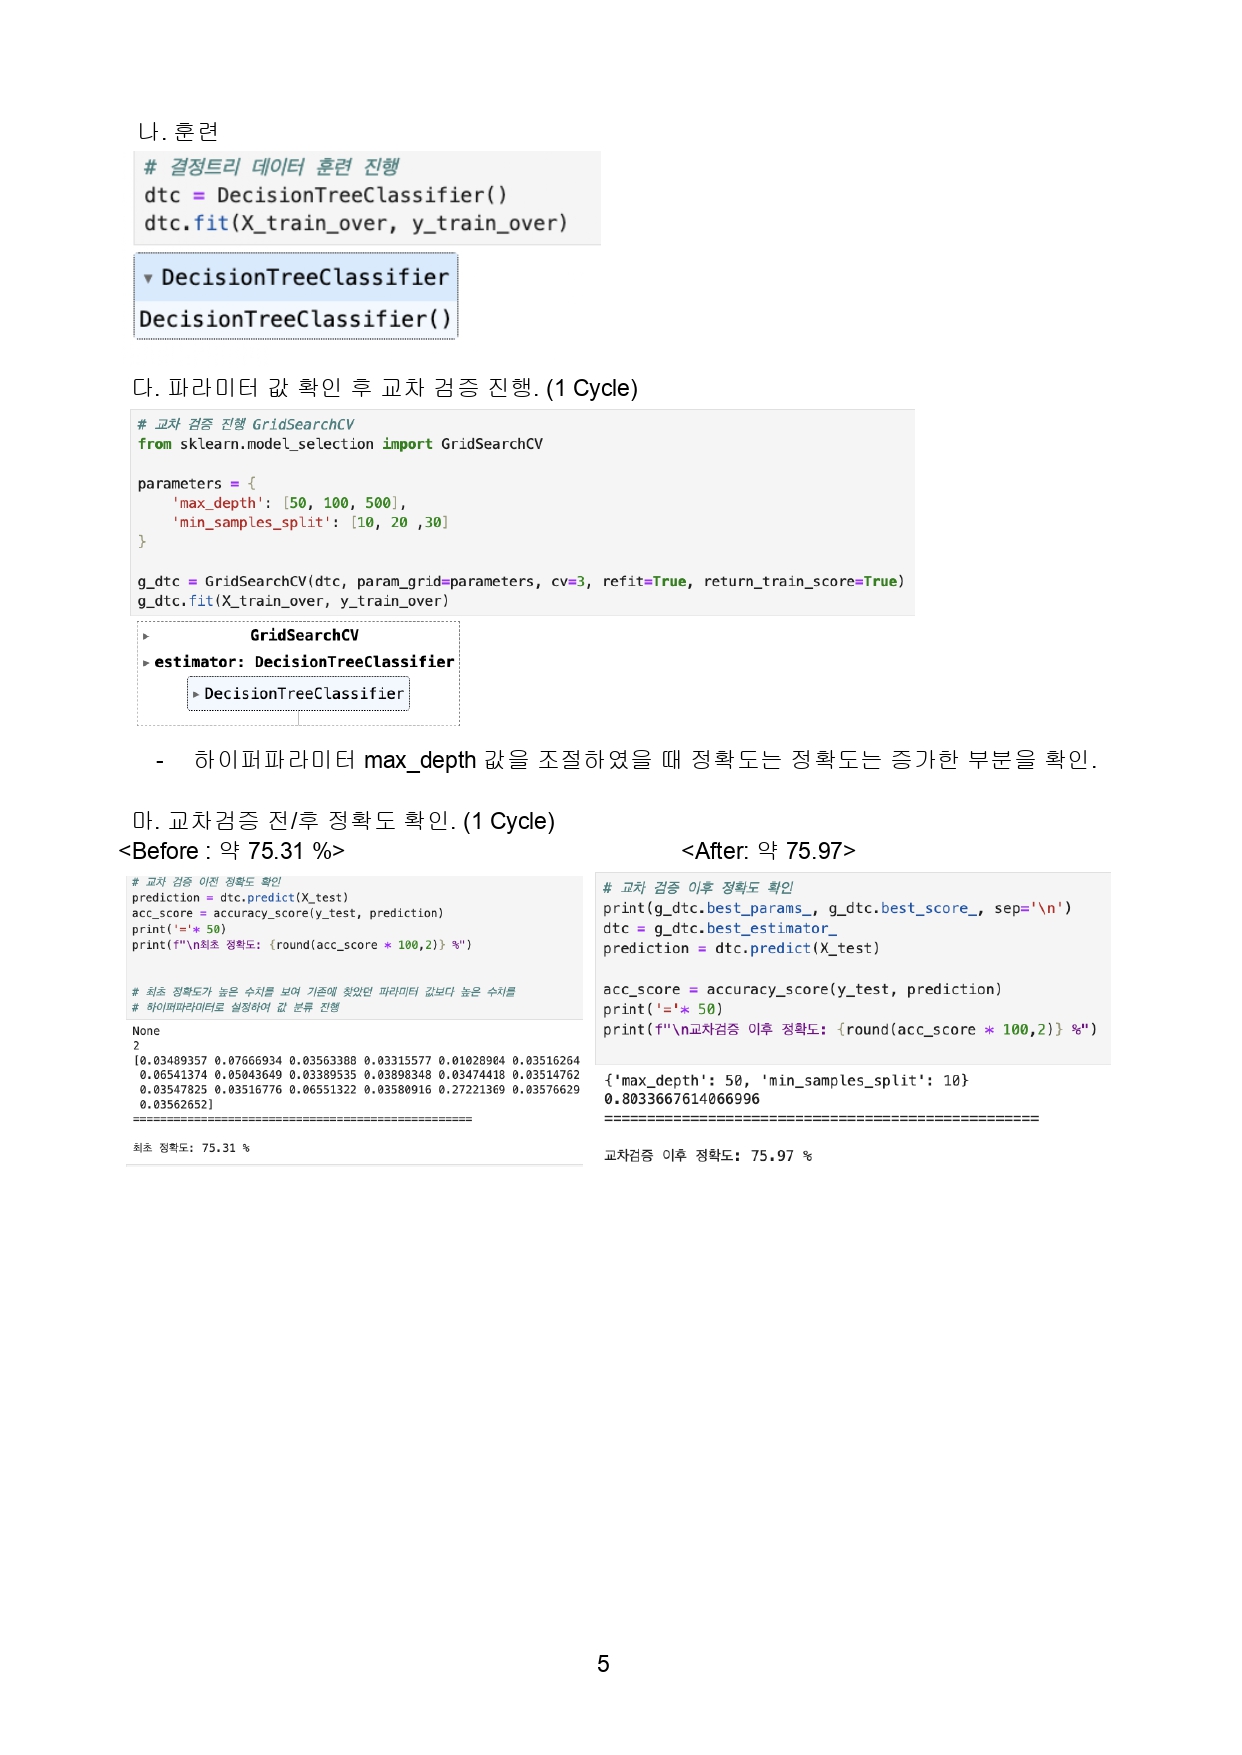 나. 훈련
# 결정트리 데이터 훈련 진행
dtc = DecisionTreeClassifier()
dtc.fit(X_train_over, y_train_over)
▼ DecisionTreeClassifier
DecisionTreeClassifier()
다. 파라미터 값 확인 후 교차 검증 진행. (1 Cycle)
# 교차 검증 진행 GridSearchCV
from sklearn.model_selection import GridSearchCV
parameters = {
'max_depth': [50, 100, 500],
'min_samples_split': [10, 20 ,30]
}
g_dtc = GridSearchCV(dtc, param_grid=parameters, cv=3, refit=True, return_train_score=True)
g_dtc.fit(X_train_over, y_train_over)
▸ GridSearchCV
▸ estimator: DecisionTreeClassifier
▸ DecisionTreeClassifier
- 하이퍼파라미터 max_depth 값을 조절하였을 때 정확도는 정확도는 증가한 부분을 확인.
마. 교차검증 전/후 정확도 확인. (1 Cycle)
<Before : 약 75.31 %>
# 교차 검증 이전 정확도 확인
prediction = dtc.predict(X_test)
acc_score = accuracy_score(y_test, prediction)
print('='* 50)
print(f"\n최초 정확도: {round(acc_score * 100,2)} %")
# 최초 정확도가 높은 수치를 보여 기존에 찾았던 파라미터 값보다 높은 수치를
# 하이퍼파라미터로 설정하여 값 분류 진행
None
2
[0.03489357 0.07666934 0.03563388 0.03315577 0.01028904 0.03516264
0.06541374 0.05043649 0.03389535 0.03898348 0.03474418 0.03514762
0.03547825 0.03516776 0.06551322 0.03580916 0.27221369 0.03576629
0.03562652]
==================================================
최초 정확도: 75.31 %
<After: 약 75.97>
# 교차 검증 이후 정확도 확인
print(g_dtc.best_params_, g_dtc.best_score_, sep='\n')
dtc = g_dtc.best_estimator_
prediction = dtc.predict(X_test)
acc_score = accuracy_score(y_test, prediction)
print('='* 50)
print(f"\n교차검증 이후 정확도: {round(acc_score * 100,2)} %")
{'max_depth': 50, 'min_samples_split': 10}
0.8033667614066996
==================================================
교차검증 이후 정확도: 75.97 %
5